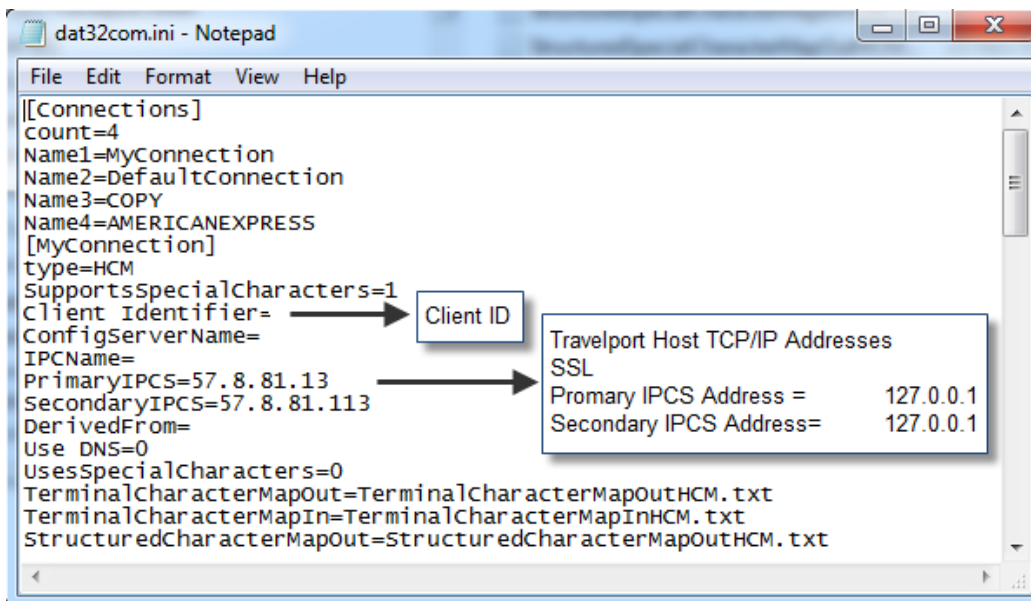 dat32com.ini - Notepad
File Edit Format View Help
[Connections]
count=4
Name1=MyConnection
Name2=DefaultConnection
Name3=COPY
Name4=AMERICANEXPRESS
[MyConnection]
type=HCM
SupportsSpecialCharacters=1
Client Identifier=
Client ID
ConfigServerName=
IPCName=
PrimaryIPCS=57.8.81.13
SecondaryIPCS=57.8.81.113
Travelport Host TCP/IP Addresses
SSL
Promary IPCS Address = 127.0.0.1
Secondary IPCS Address= 127.0.0.1
DerivedFrom=
Use DNS=0
UsesSpecialCharacters=0
TerminalCharacterMapOut=TerminalCharacterMapOutHCM.txt
TerminalCharacterMapIn=TerminalCharacterMapInHCM.txt
StructuredCharacterMapOut=StructuredCharacterMapOutHCM.txt